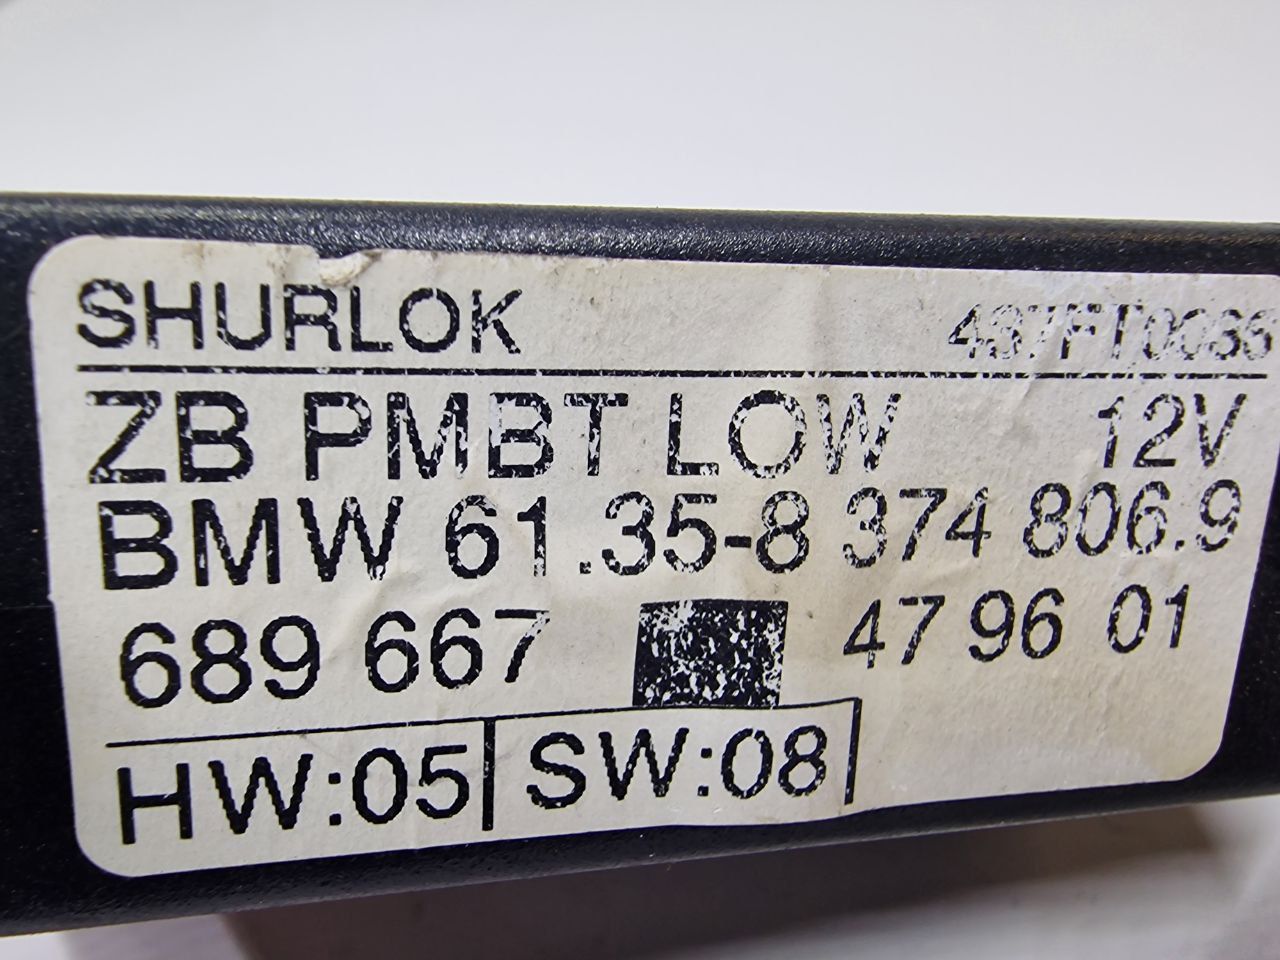 SHURLOK
ZB PMBT LOW 12V
BMW 61.35-8 374 806.9
689 667 47 96 01
HW:05 SW:08